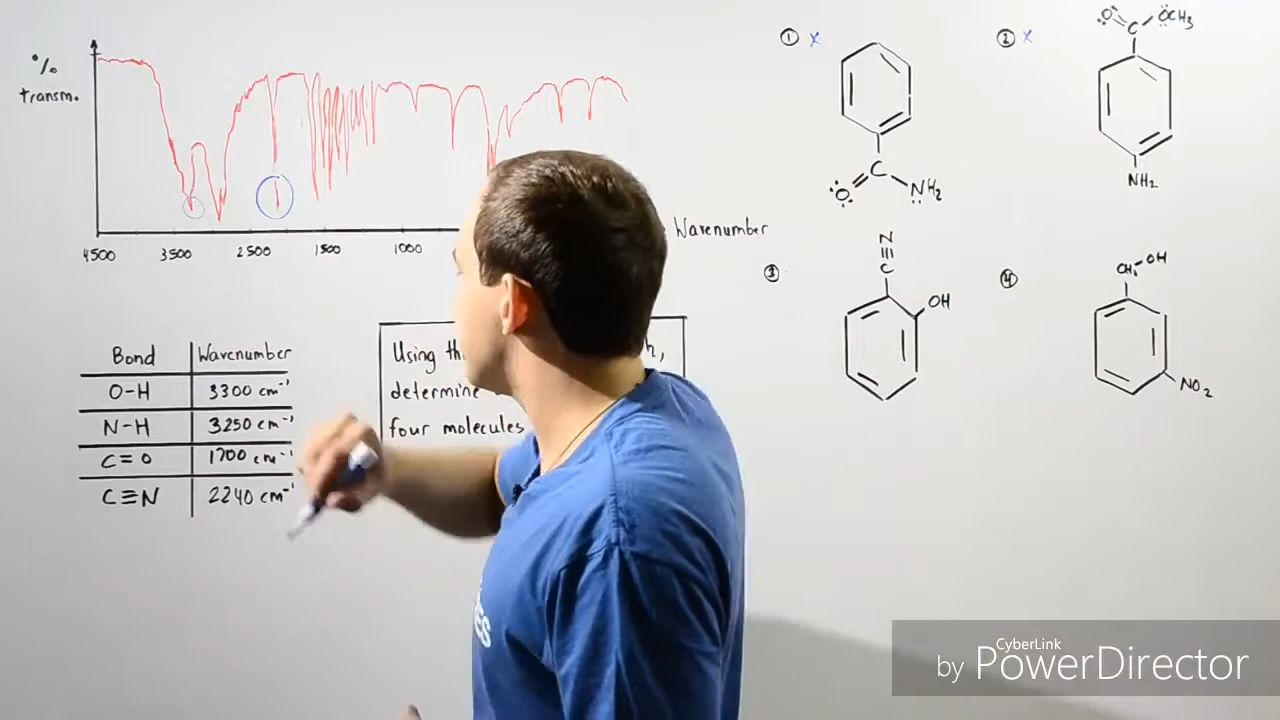 %
transm.
4500 3500 2500 1500 1000
Wavenumber
Bond Wavenumber
O-H 3300 cm⁻¹
N-H 3250 cm⁻¹
C=O 1700 cm⁻¹
C≡N 2240 cm⁻¹
Using
determine
four molecules
① x
C
O
NH₂
② x
O
C
OCH₃
NH₂
③
N
C
OH
④
OH
NO₂
ES
CyberLink
by PowerDirector